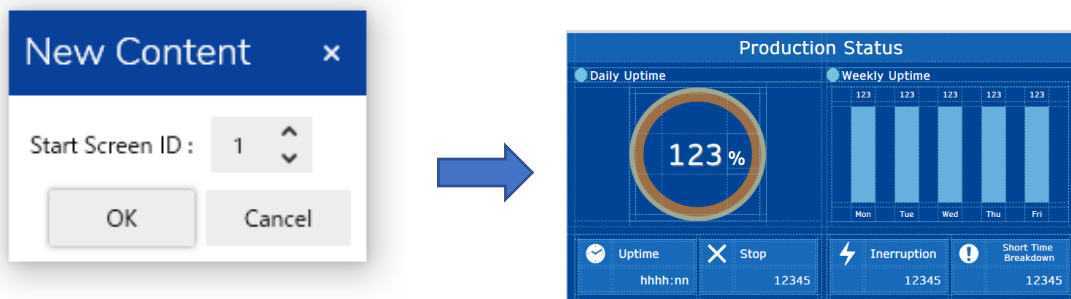 New Content ×
Start Screen ID : 1
OK Cancel
Production Status
Daily Uptime
123 %
Weekly Uptime
123 123 123 123 123
Mon Tue Wed Thu Fri
Uptime
hhhh:nn
Stop
12345
Inerruption
12345
Short Time
Breakdown
12345